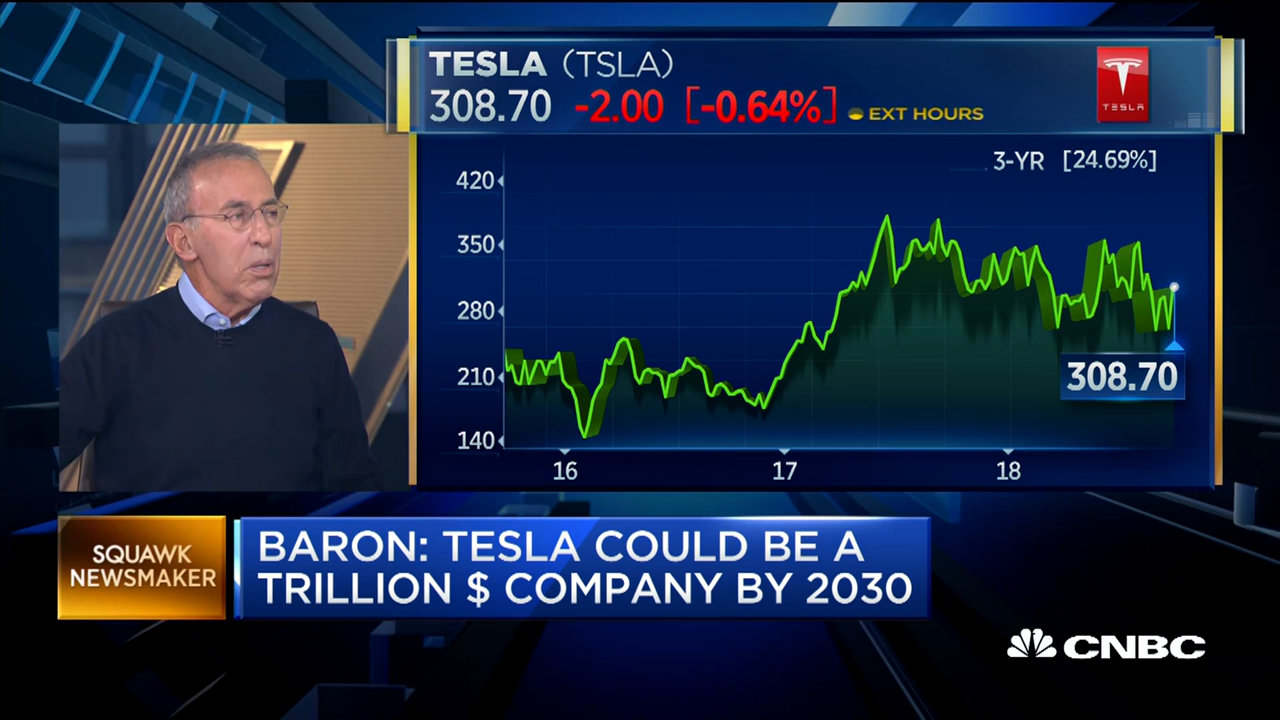 TESLA (TSLA)
308.70 -2.00 [-0.64%] EXT HOURS
TESLA
3-YR [24.69%]
420
350
280
210
140
308.70
16 17 18
SQUAWK
NEWSMAKER
BARON: TESLA COULD BE A
TRILLION $ COMPANY BY 2030
CNBC